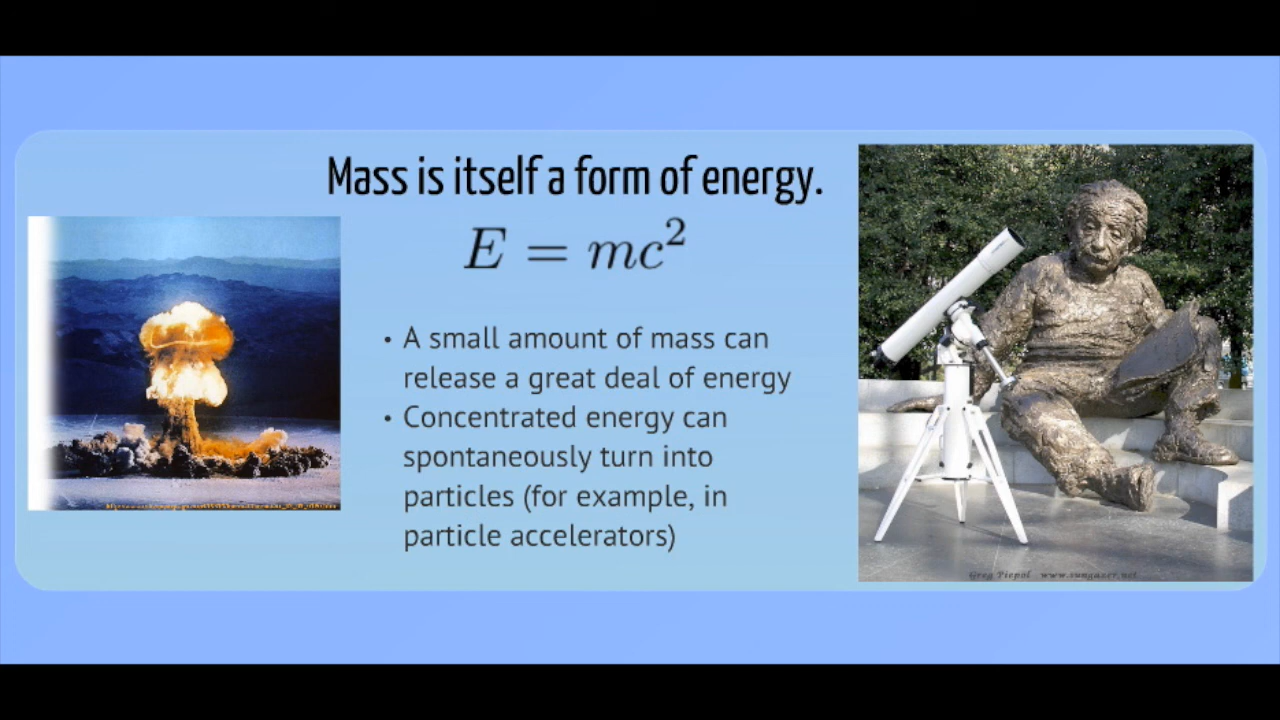 Mass is itself a form of energy.
E = mc²
• A small amount of mass can
release a great deal of energy
• Concentrated energy can
spontaneously turn into
particles (for example, in
particle accelerators)
Greg Piepol www.sungazer.net